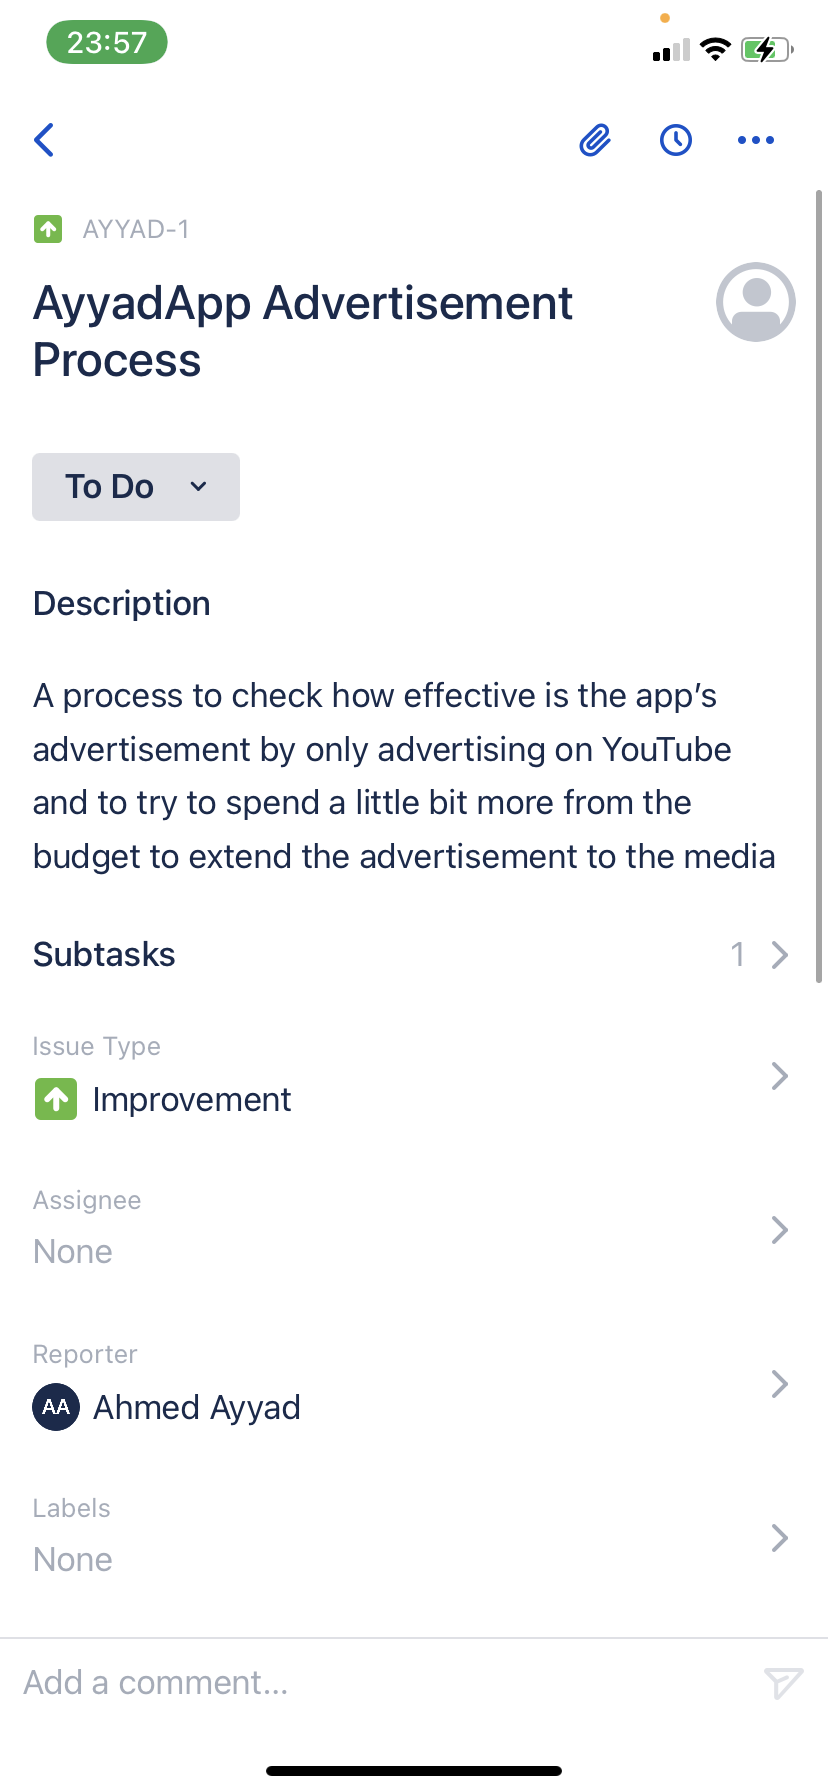 23:57
AYYAD-1
AyyadApp Advertisement
Process
To Do
Description
A process to check how effective is the app’s
advertisement by only advertising on YouTube
and to try to spend a little bit more from the
budget to extend the advertisement to the media
Subtasks 1
Issue Type
Improvement
Assignee
None
Reporter
AA Ahmed Ayyad
Labels
None
Add a comment...